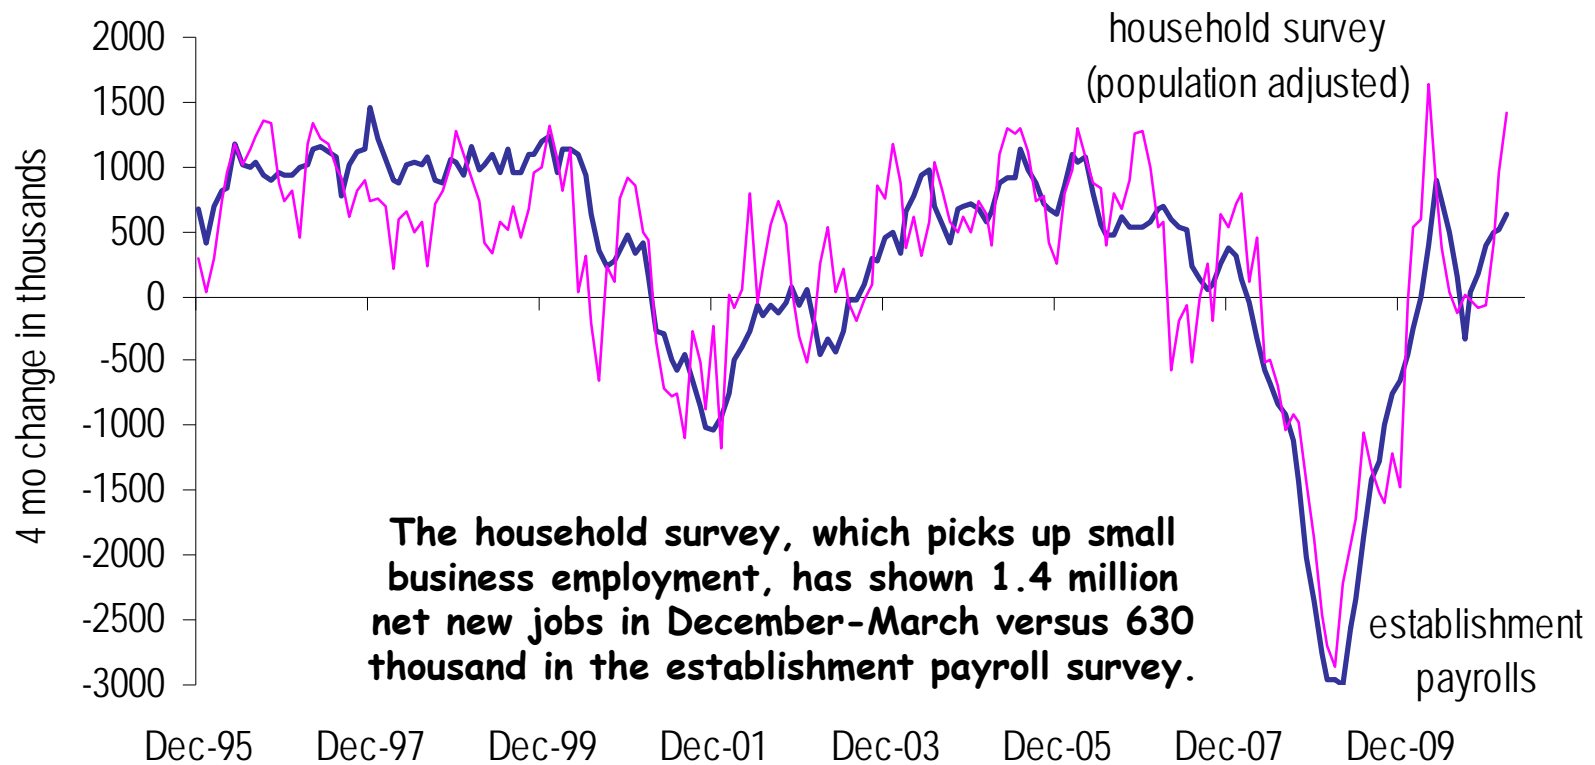 household survey
(population adjusted)
4 mo change in thousands
2000
1500
1000
500
0
-500
-1000
-1500
-2000
-2500
-3000
The household survey, which picks up small
business employment, has shown 1.4 million
net new jobs in December-March versus 630
thousand in the establishment payroll survey.
establishment
payrolls
Dec-95 Dec-97 Dec-99 Dec-01 Dec-03 Dec-05 Dec-07 Dec-09